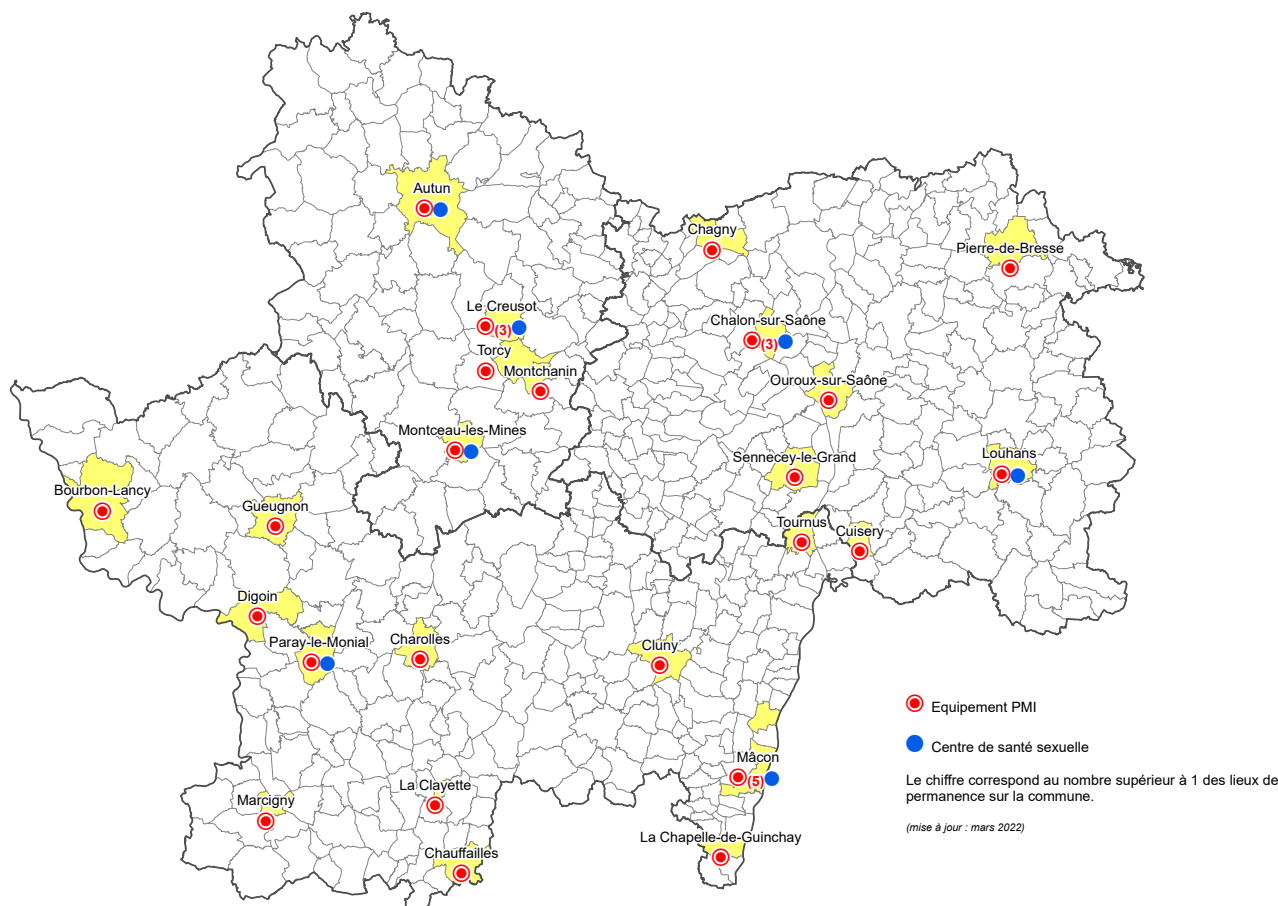 Autun
Chagny
Pierre-de-Bresse
Le Creusot
(3)
Chalon-sur-Saône
(3)
Torcy
Montchanin
Ouroux-sur-Saône
Montceau-les-Mines
Sennecey-le-Grand
Louhans
Bourbon-Lancy
Gueugnon
Tournus
Cuisery
Digoin
Paray-le-Monial
Charolles
Cluny
Equipement PMI
Centre de santé sexuelle
Mâcon
(5)
Le chiffre correspond au nombre supérieur à 1 des lieux de
permanence sur la commune.
(mise à jour : mars 2022)
La Clayette
Marcigny
La Chapelle-de-Guinchay
Chauffailles